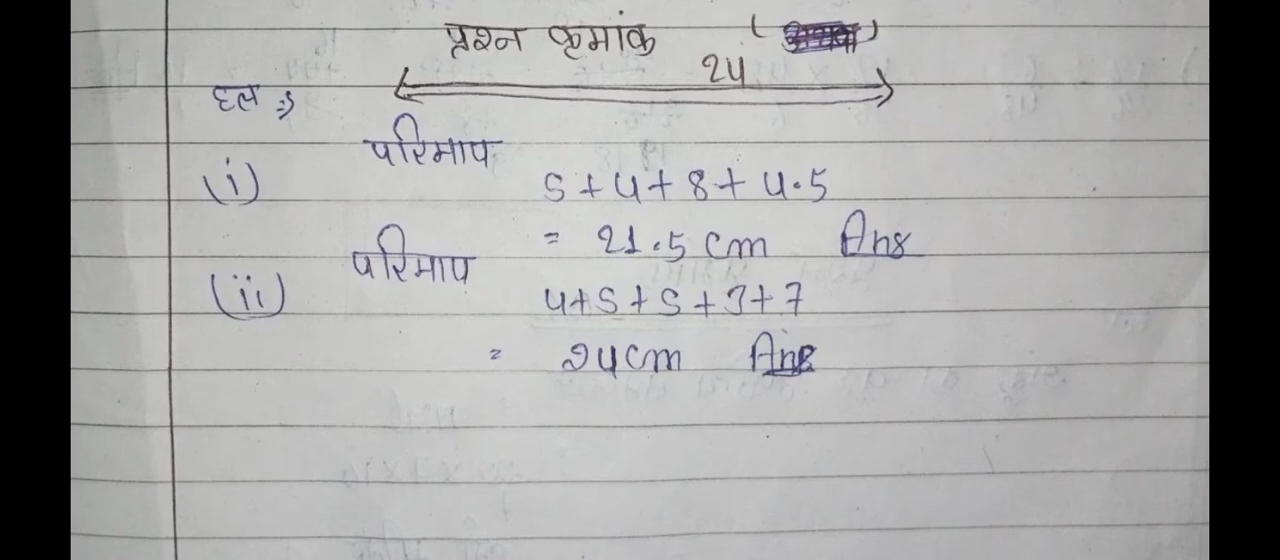 प्रश्न क्रमांक ( )
24
हल :⇒
परिमाप
(i) 5 + 4 + 8 + 4.5
= 21.5 cm Ans
परिमाप
(ii) 4 + 5 + 5 + 3 + 7
= 24 cm Ans